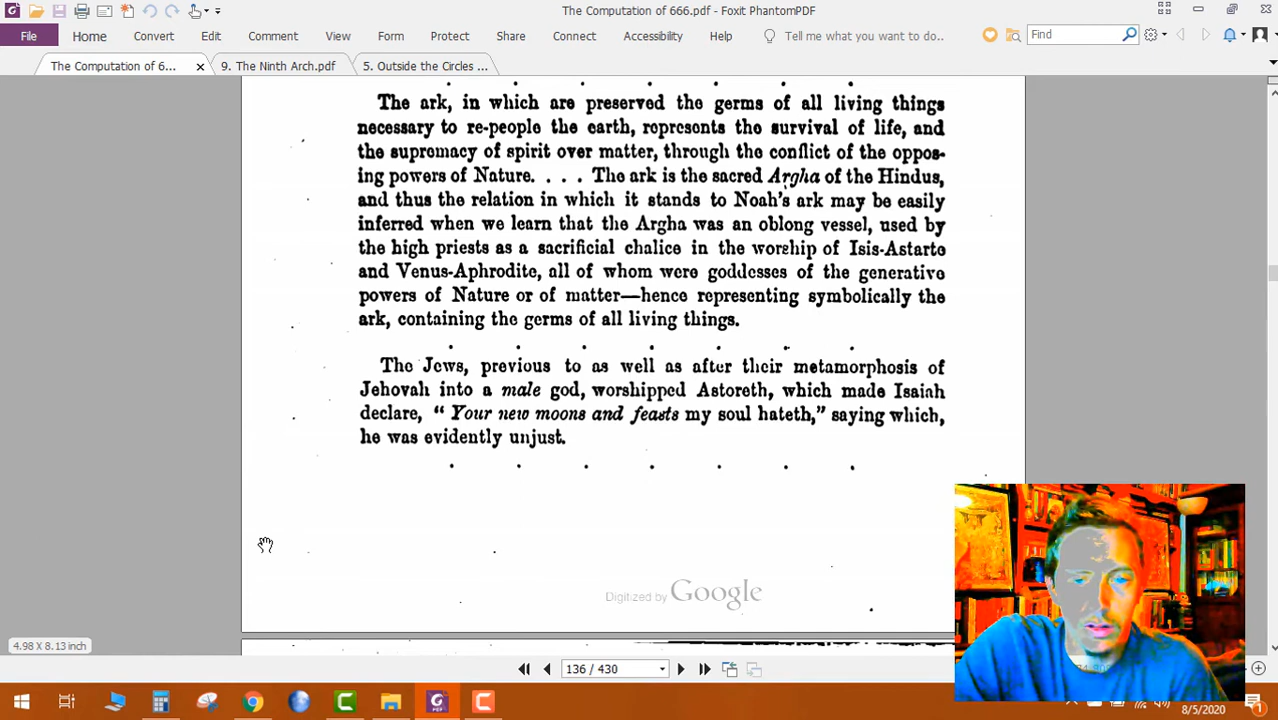 The Computation of 666.pdf - Foxit PhantomPDF
File Home Convert Edit Comment View Form Protect Share Connect Accessibility Help Tell me what you want to do.. Find
The Computation of 6... 9. The Ninth Arch.pdf 5. Outside the Circles ...
The ark, in which are preserved the germs of all living things
necessary to re-people the earth, represents the survival of life, and
the supremacy of spirit over matter, through the conflict of the oppos-
ing powers of Nature. . . . The ark is the sacred Argha of the Hindus,
and thus the relation in which it stands to Noah's ark may be easily
inferred when we learn that the Argha was an oblong vessel, used by
the high priests as a sacrificial chalice in the worship of Isis-Astarte
and Venus-Aphrodite, all of whom were goddesses of the generative
powers of Nature or of matter—hence representing symbolically the
ark, containing the germs of all living things.
The Jews, previous to as well as after their metamorphosis of
Jehovah into a male god, worshipped Astoreth, which made Isaiah
declare, "Your new moons and feasts my soul hateth," saying which,
he was evidently unjust.
Digitized by Google
4.98 X 8.13 inch
136 / 430
8/5/2020